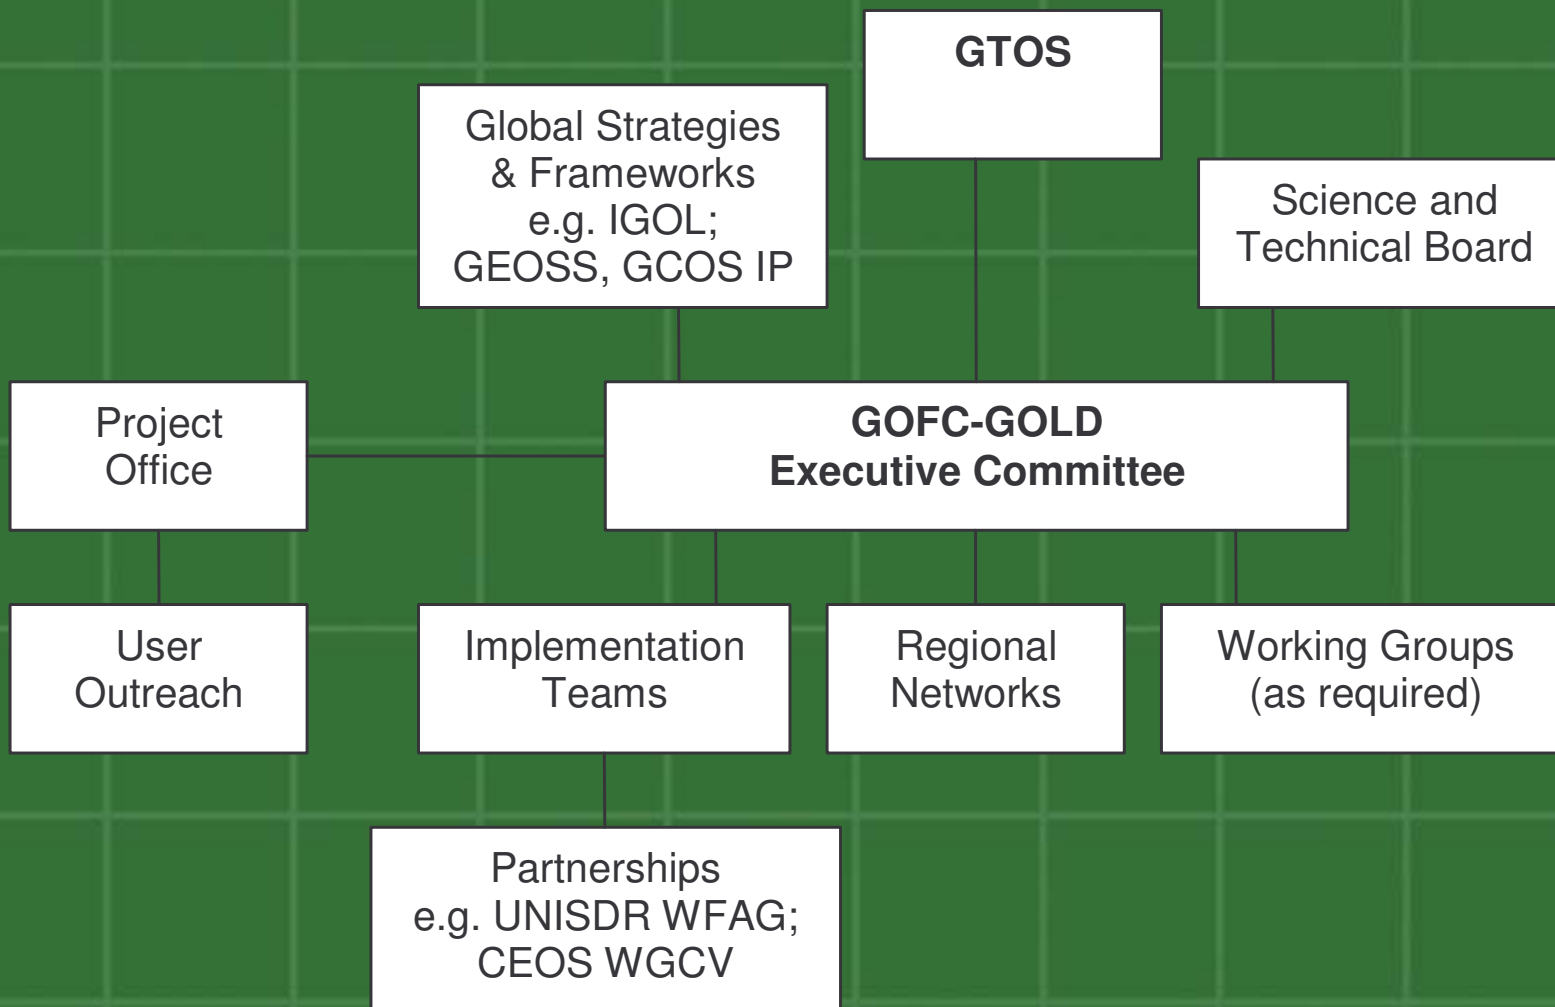 GTOS
Global Strategies
& Frameworks
e.g. IGOL;
GEOSS, GCOS IP
Science and
Technical Board
Project
Office
GOFC-GOLD
Executive Committee
User
Outreach
Implementation
Teams
Regional
Networks
Working Groups
(as required)
Partnerships
e.g. UNISDR WFAG;
CEOS WGCV